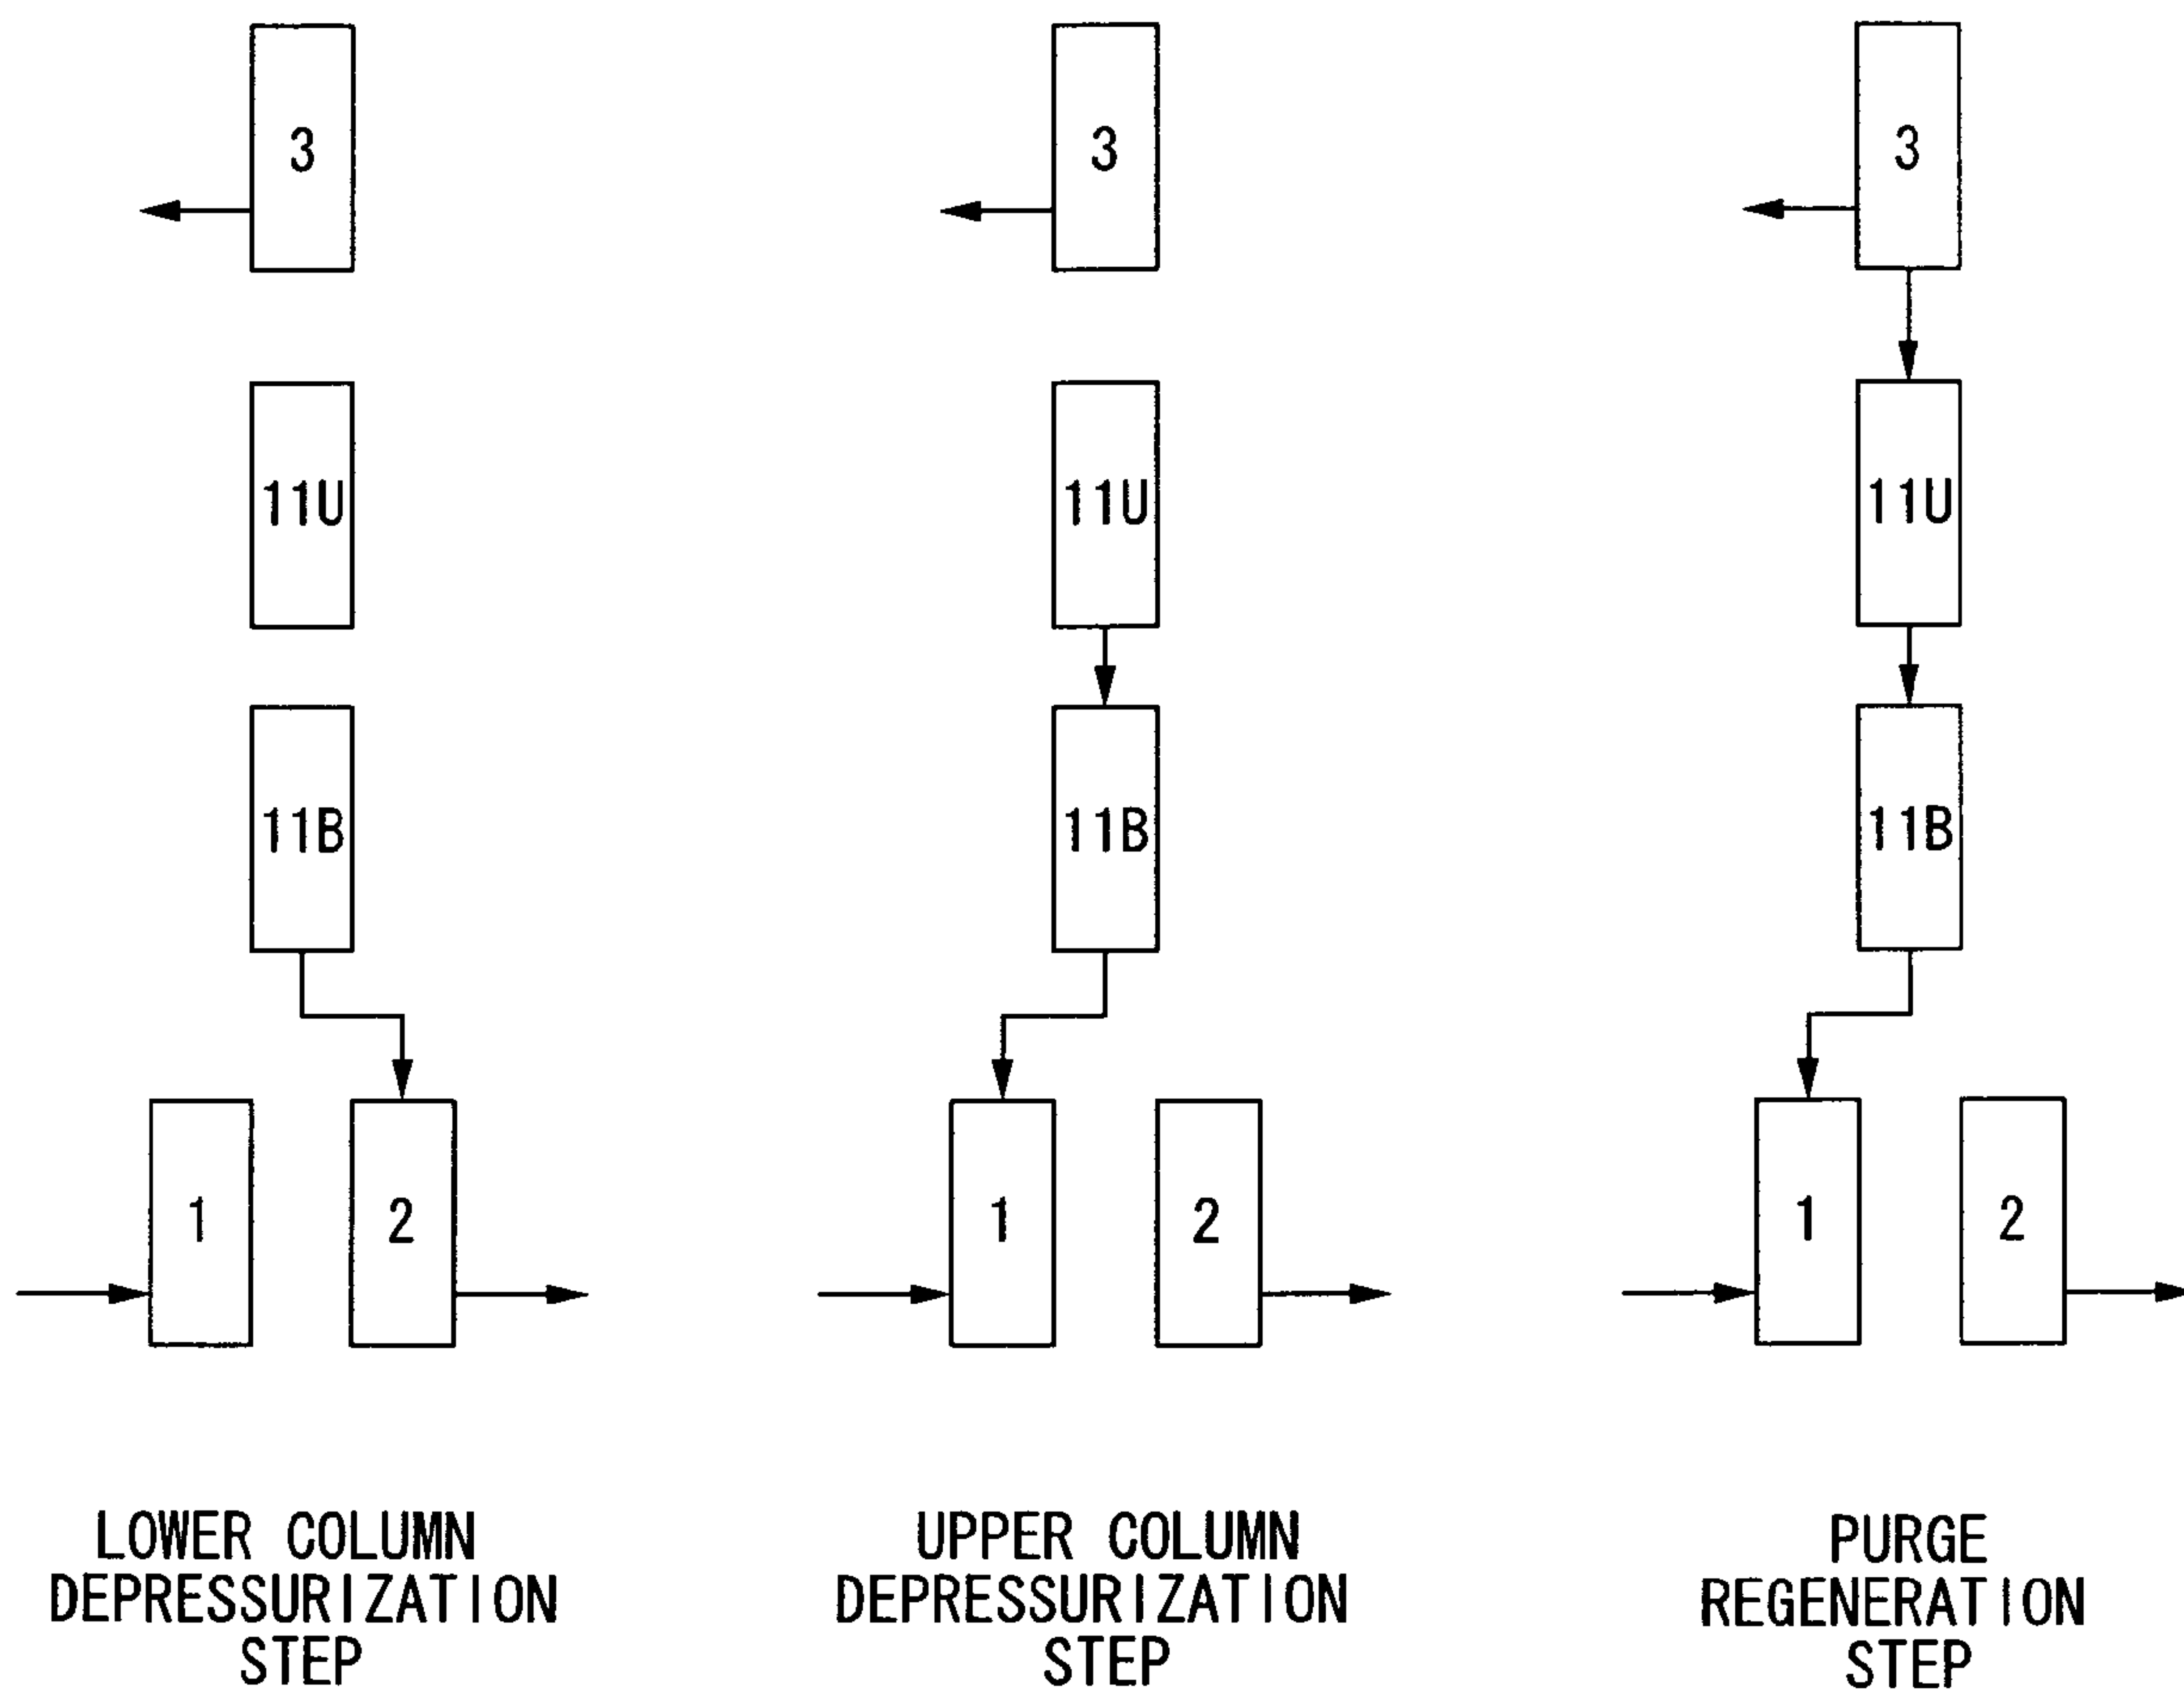 3
3
3
11U
11U
11U
11B
11B
11B
1
2
1
2
1
2
LOWER COLUMN
DEPRESSURIZATION
STEP
UPPER COLUMN
DEPRESSURIZATION
STEP
PURGE
REGENERATION
STEP